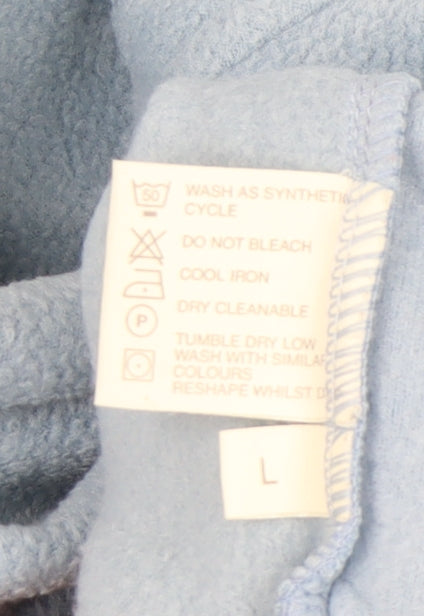 50
WASH AS SYNTHETIC
CYCLE
DO NOT BLEACH
COOL IRON
P
DRY CLEANABLE
TUMBLE DRY LOW
WASH WITH SIMILAR
COLOURS
RESHAPE WHILST
L